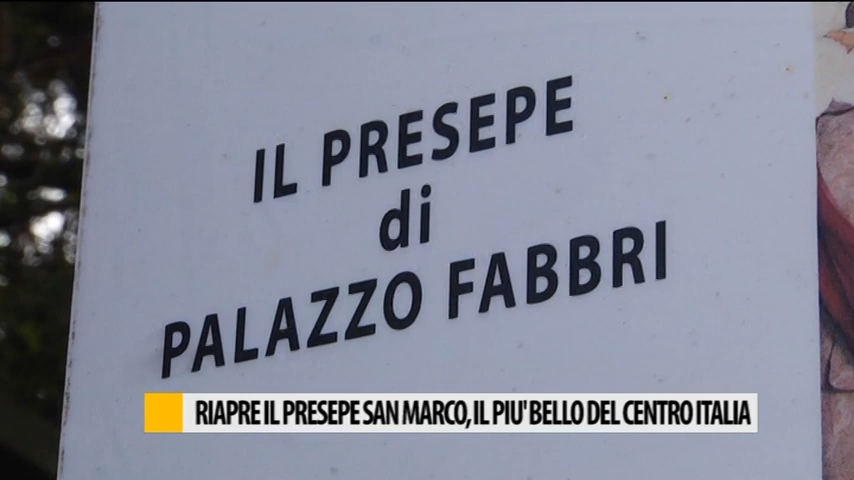 IL PRESEPE
di
PALAZZO FABBRI
RIAPRE IL PRESEPE SAN MARCO, IL PIU' BELLO DEL CENTRO ITALIA